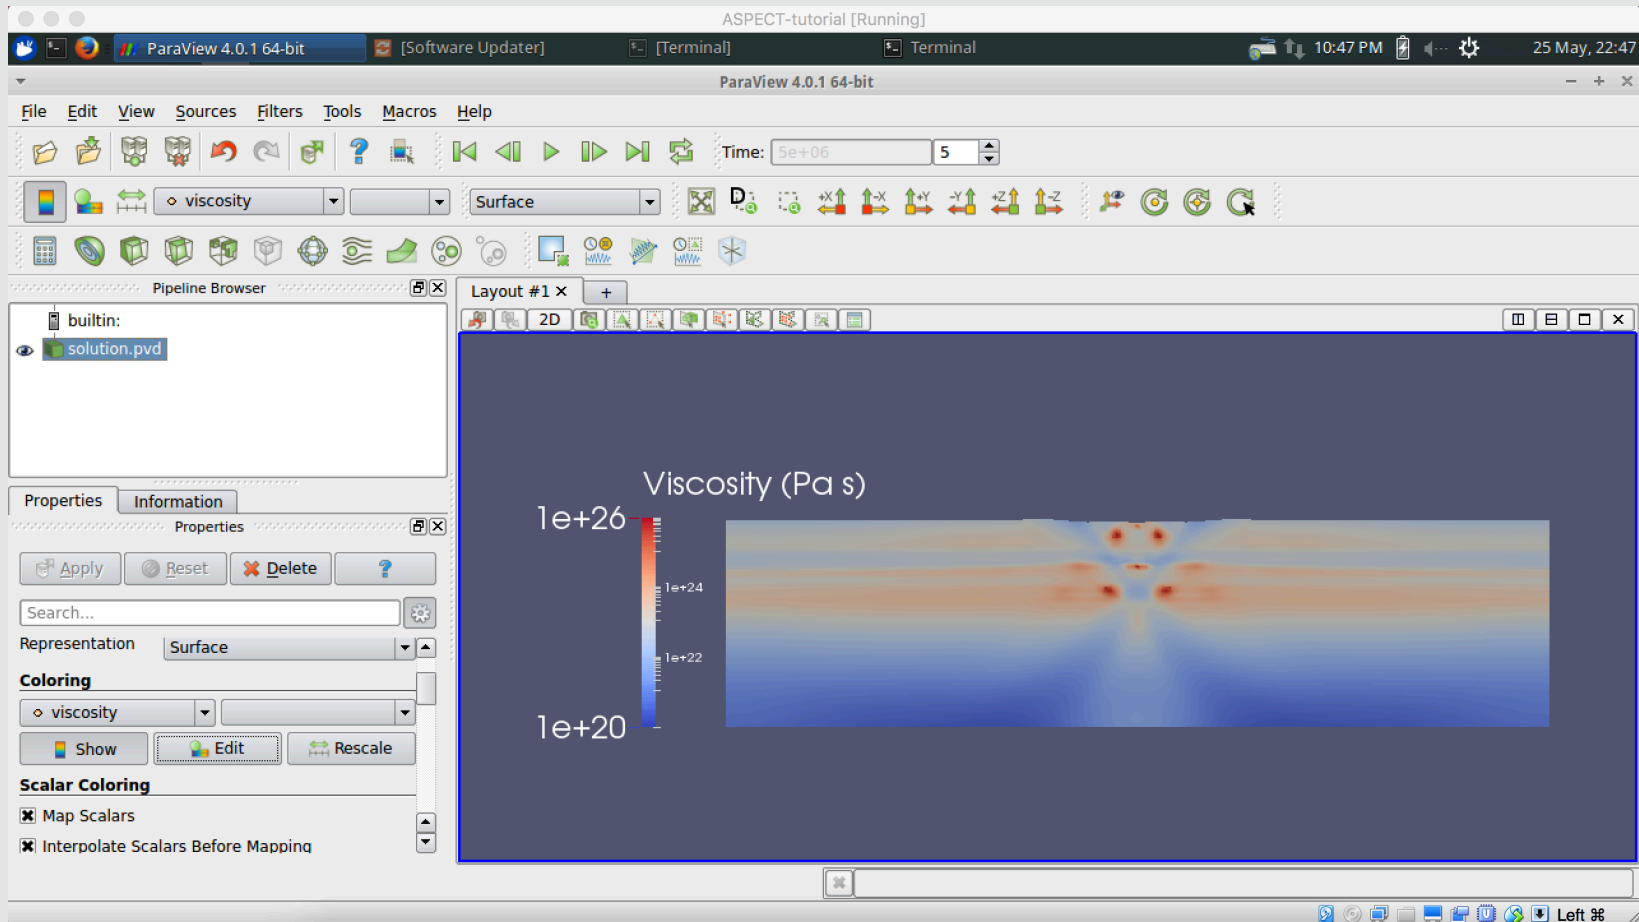 ASPECT-tutorial [Running]
ParaView 4.0.1 64-bit [Software Updater] [Terminal] Terminal 10:47 PM 25 May, 22:47
ParaView 4.0.1 64-bit
File Edit View Sources Filters Tools Macros Help
Time: 5e+06 5
viscosity Surface +X -X +Y -Y +Z -Z
Pipeline Browser
Layout #1 +
builtin:
2D
solution.pvd
Properties Information
Properties
Apply Reset Delete ?
Search...
Representation Surface
Coloring
viscosity
Show Edit Rescale
Scalar Coloring
Map Scalars
Interpolate Scalars Before Mapping
Viscosity (Pa s)
1e+26
1e+24
1e+22
1e+20
Left ⌘